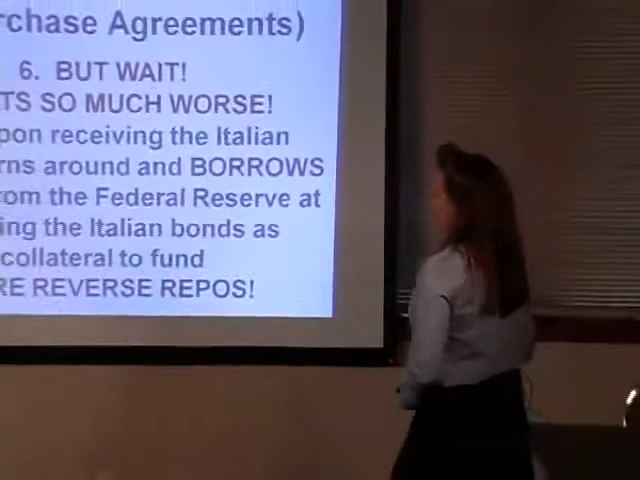 rchase Agreements)
6. BUT WAIT!
TS SO MUCH WORSE!
pon receiving the Italian
rns around and BORROWS
om the Federal Reserve at
ing the Italian bonds as
collateral to fund
RE REVERSE REPOS!